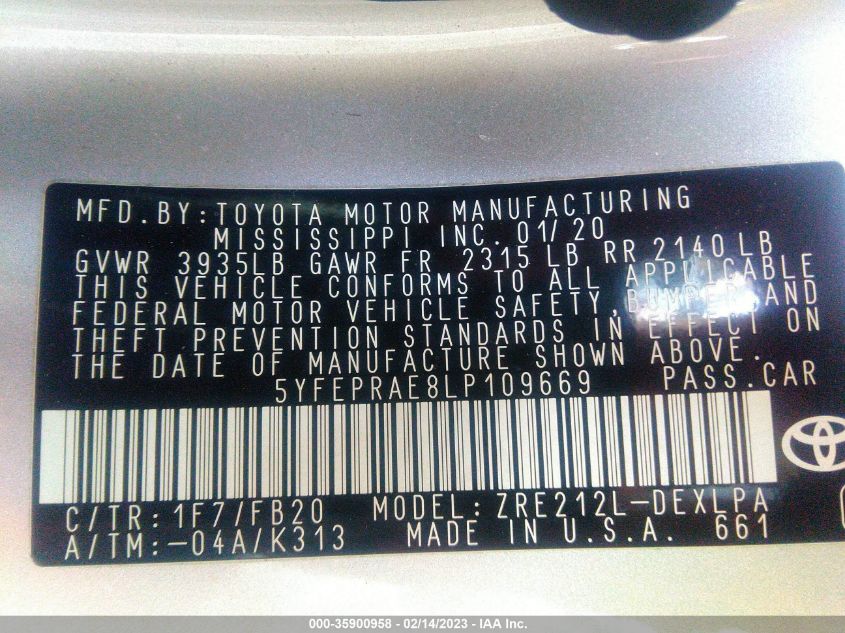 MFD.BY:TOYOTA MOTOR MANUFACTURING
MISSISSIPPI INC. 01/20
GVWR 3935LB GAWR FR 2315 LB RR 2140 LB
THIS VEHICLE CONFORMS TO ALL APPLICABLE
FEDERAL MOTOR VEHICLE SAFETY, BUMPER, AND
THEFT PREVENTION STANDARDS IN EFFECT ON
THE DATE OF MANUFACTURE SHOWN ABOVE.
5YFEPRAE8LP109669 PASS.CAR
C/TR: 1F7/FB20 MODEL: ZRE212L-DEXLPA
A/TM:-04A/K313 MADE IN U.S.A. 661
000-35900958 - 02/14/2023 - IAA Inc.